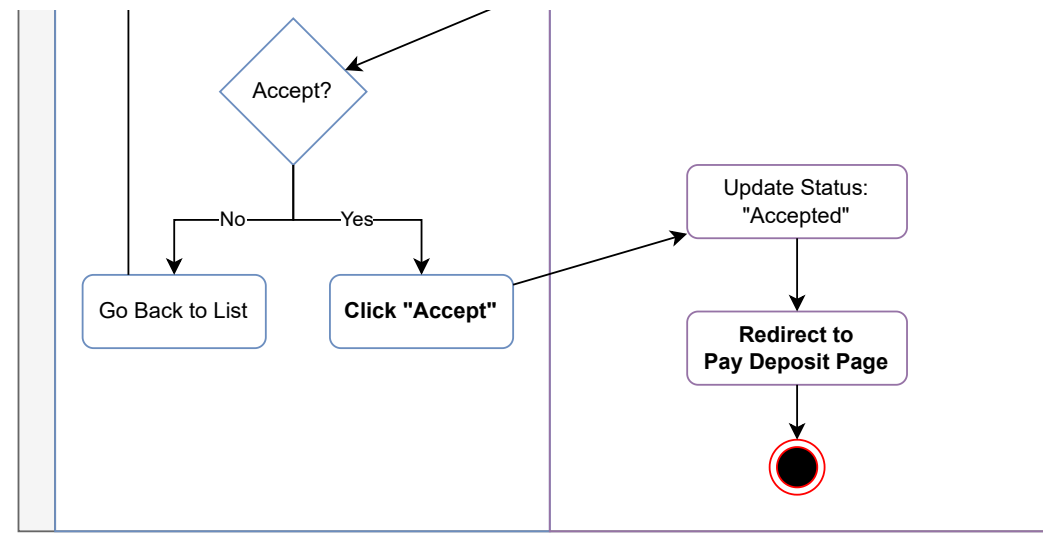 Accept?
Update Status:
"Accepted"
No
Yes
Go Back to List
Click "Accept"
Redirect to
Pay Deposit Page